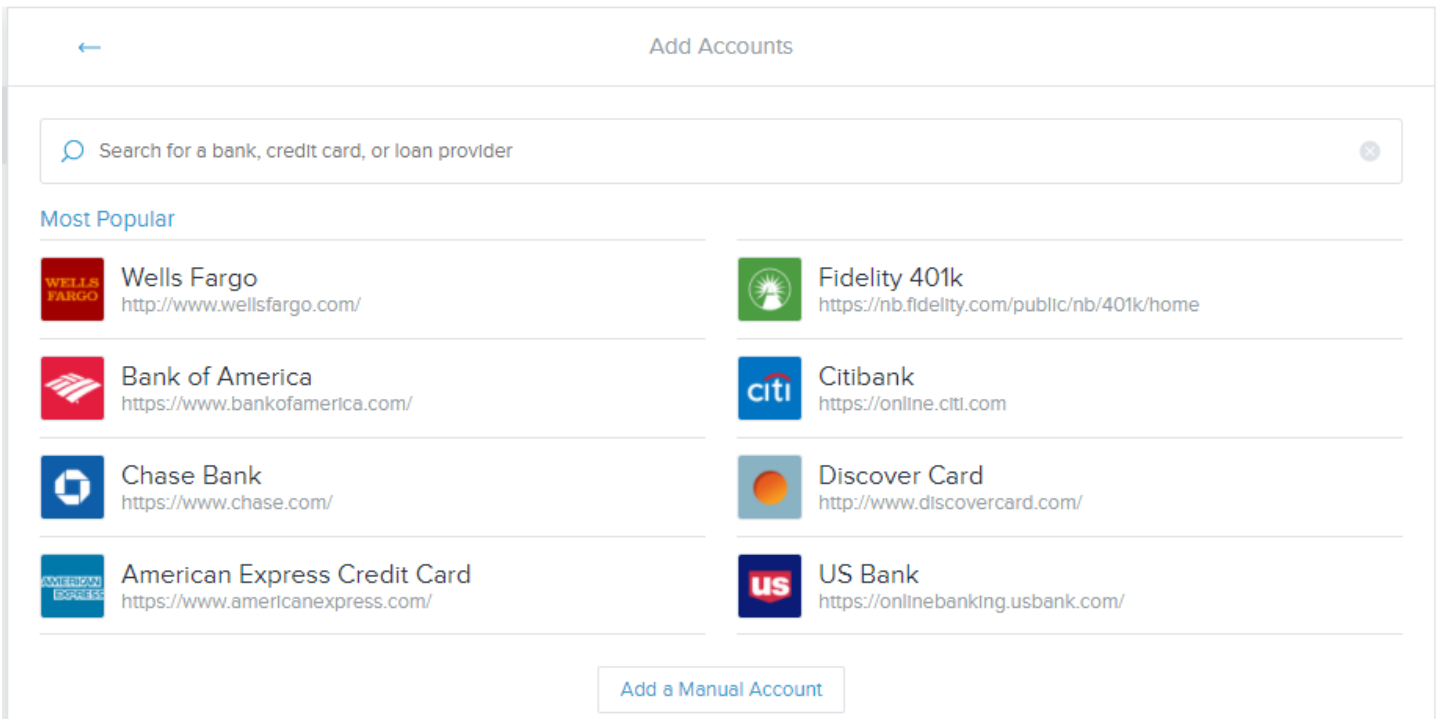 Add Accounts
Search for a bank, credit card, or loan provider
Most Popular
WELLS
FARGO
Wells Fargo
http://www.wellsfargo.com/
Bank of America
https://www.bankofamerica.com/
Chase Bank
https://www.chase.com/
AMERICAN
EXPRESS
American Express Credit Card
https://www.americanexpress.com/
Fidelity 401k
https://nb.fidelity.com/public/nb/401k/home
citi
Citibank
https://online.citi.com
Discover Card
http://www.discovercard.com/
us
US Bank
https://onlinebanking.usbank.com/
Add a Manual Account